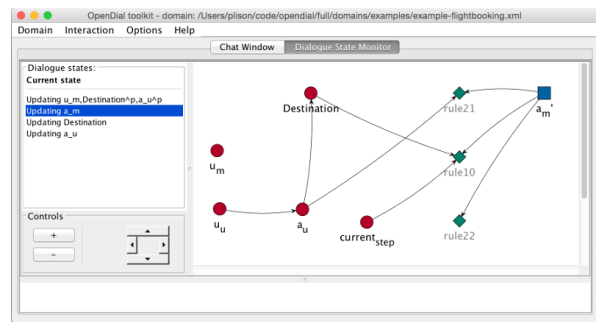 OpenDial toolkit - domain: /Users/plison/code/opendial/full/domains/examples/example-flightbooking.xml
Domain Interaction Options Help
Chat Window Dialogue State Monitor
Dialogue states:
Current state
Updating u_m,Destination^p,a_u^p
Updating a_m
Updating Destination
Updating a_u
Controls
+
-
Destination
rule21
a_m'
u_m
rule10
u_u
a_u
current_step
rule22